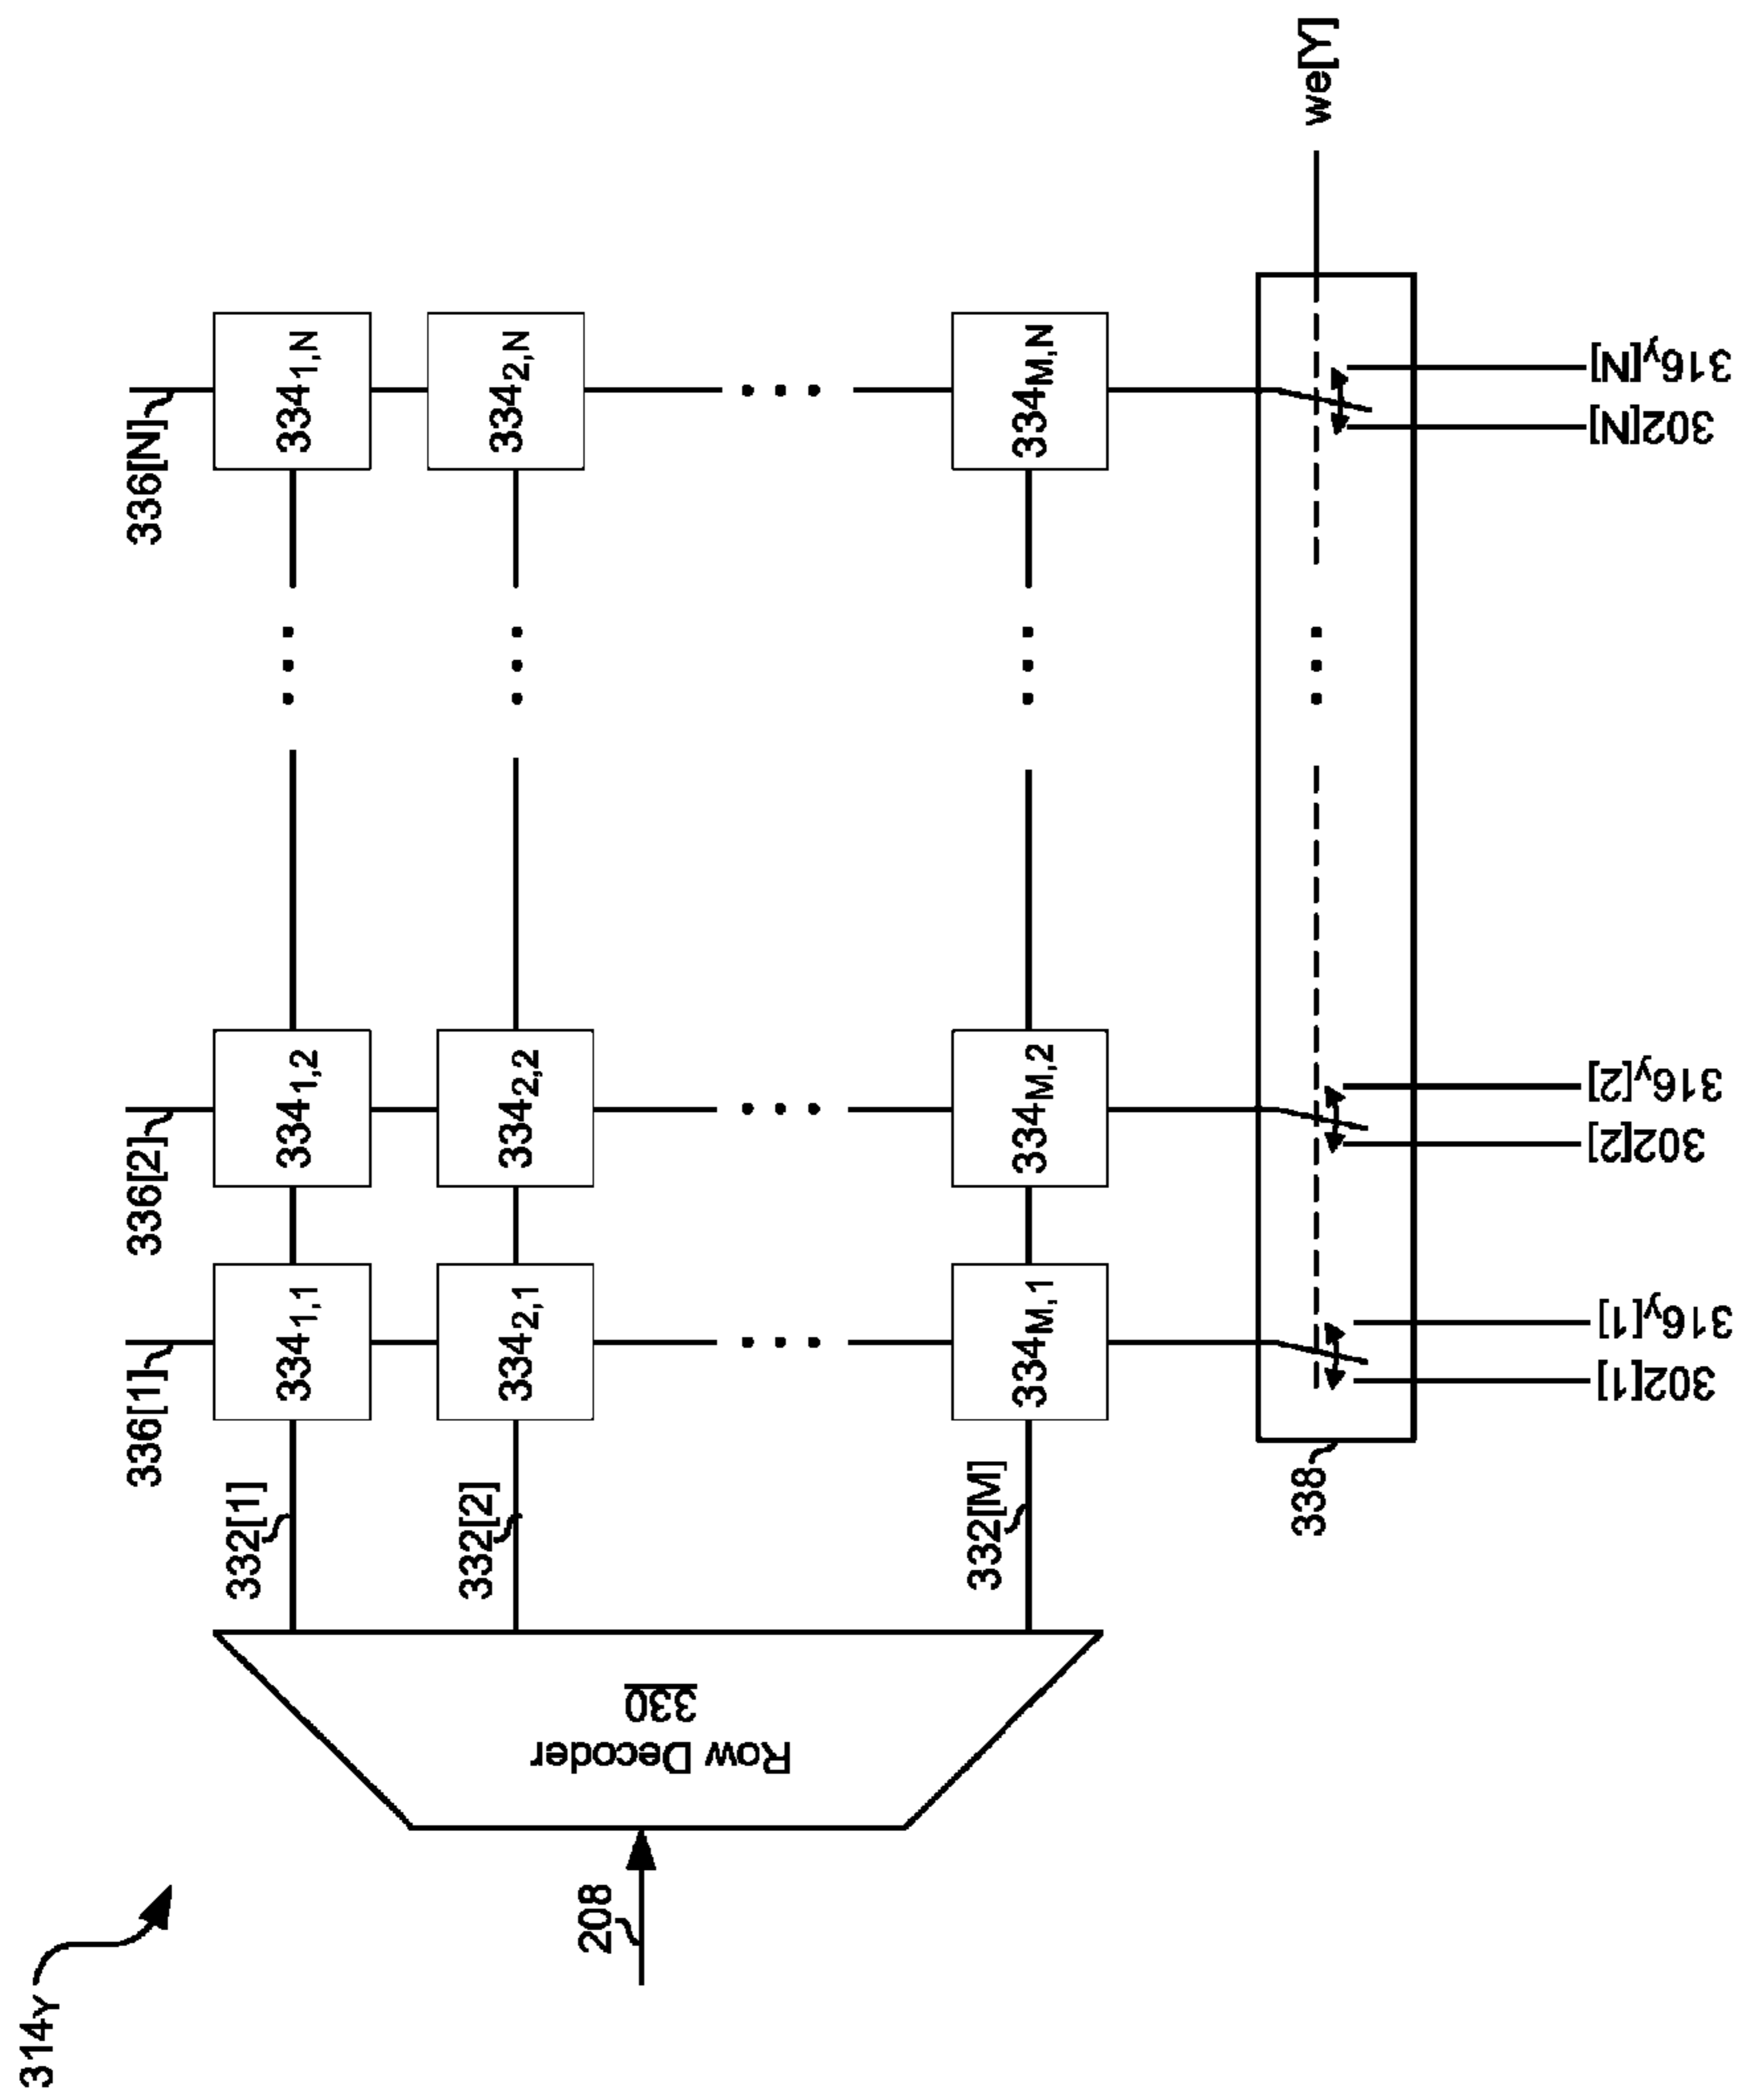 314Y
208
Row Decoder
330
332[1]
332[2]
332[M]
336[1]
336[2]
336[N]
3341,1
3341,2
3341,N
3342,1
3342,2
3342,N
334M,1
334M,2
334M,N
338
we[Y]
302[1]
316y[1]
302[2]
316y[2]
302[N]
316y[N]